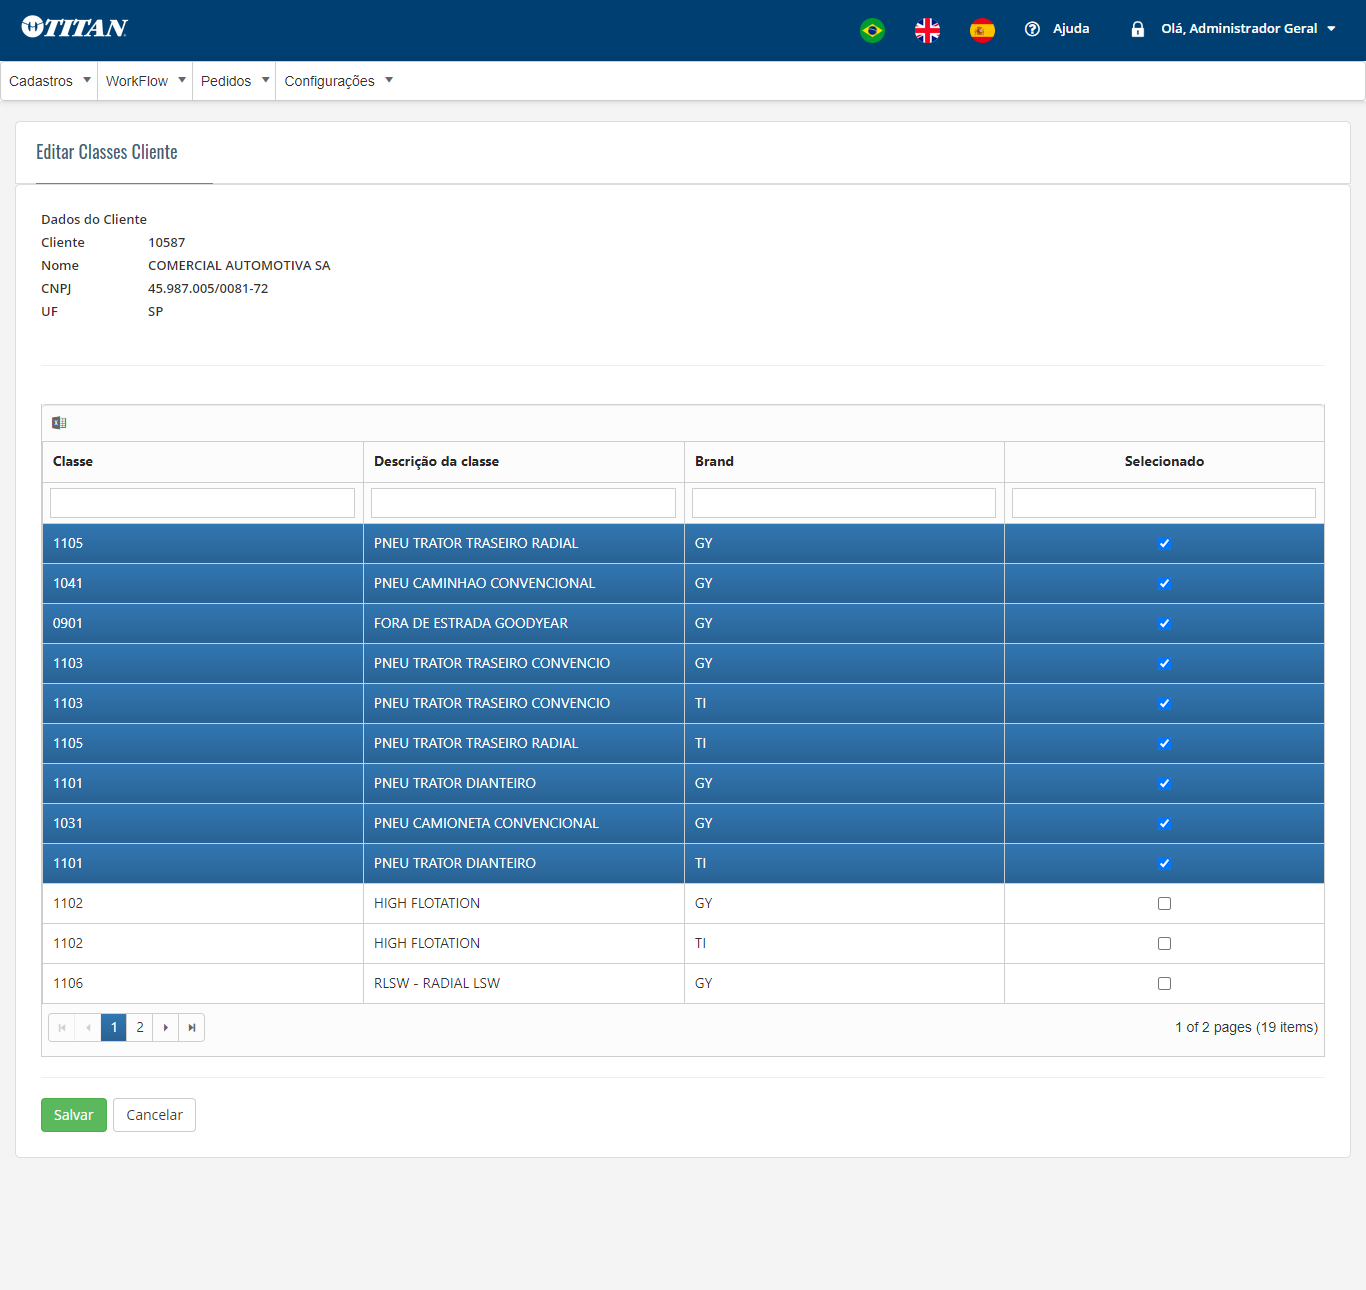 TITAN
Ajuda
Olá, Administrador Geral
Cadastros WorkFlow Pedidos Configurações
Editar Classes Cliente
Dados do Cliente
Cliente 10587
Nome COMERCIAL AUTOMOTIVA SA
CNPJ 45.987.005/0081-72
UF SP
Classe Descrição da classe Brand Selecionado
1105 PNEU TRATOR TRASEIRO RADIAL GY
1041 PNEU CAMINHAO CONVENCIONAL GY
0901 FORA DE ESTRADA GOODYEAR GY
1103 PNEU TRATOR TRASEIRO CONVENCIO GY
1103 PNEU TRATOR TRASEIRO CONVENCIO TI
1105 PNEU TRATOR TRASEIRO RADIAL TI
1101 PNEU TRATOR DIANTEIRO GY
1031 PNEU CAMIONETA CONVENCIONAL GY
1101 PNEU TRATOR DIANTEIRO TI
1102 HIGH FLOTATION GY
1102 HIGH FLOTATION TI
1106 RLSW - RADIAL LSW GY
1 2 1 of 2 pages (19 items)
Salvar Cancelar